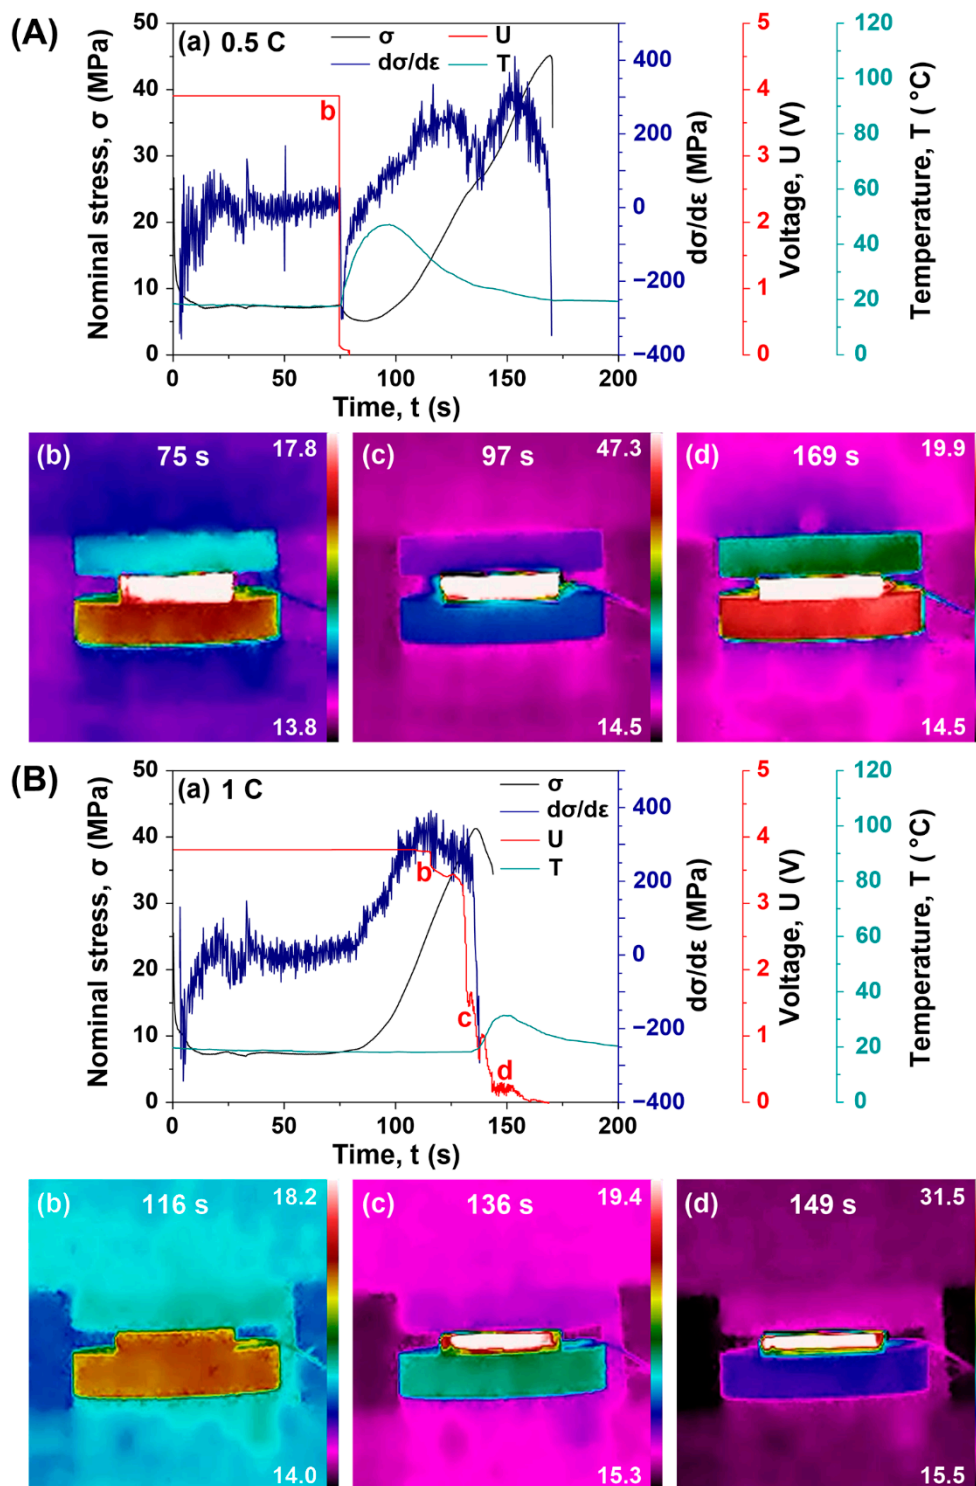 (A)
(a) 0.5 C
σ
U
dσ/dε
T
b
Nominal stress, σ (MPa)
50
40
30
20
10
0
0
50
100
150
200
Time, t (s)
400
200
0
−200
−400
dσ/dε (MPa)
5
4
3
2
1
0
Voltage, U (V)
120
100
80
60
40
20
0
Temperature, T ( °C)
(b)
75 s
17.8
13.8
(c)
97 s
47.3
14.5
(d)
169 s
19.9
14.5
(B)
(a) 1 C
σ
dσ/dε
U
T
b
c
d
Nominal stress, σ (MPa)
50
40
30
20
10
0
0
50
100
150
200
Time, t (s)
400
200
0
−200
−400
dσ/dε (MPa)
5
4
3
2
1
0
Voltage, U (V)
120
100
80
60
40
20
0
Temperature, T ( °C)
(b)
116 s
18.2
14.0
(c)
136 s
19.4
15.3
(d)
149 s
31.5
15.5